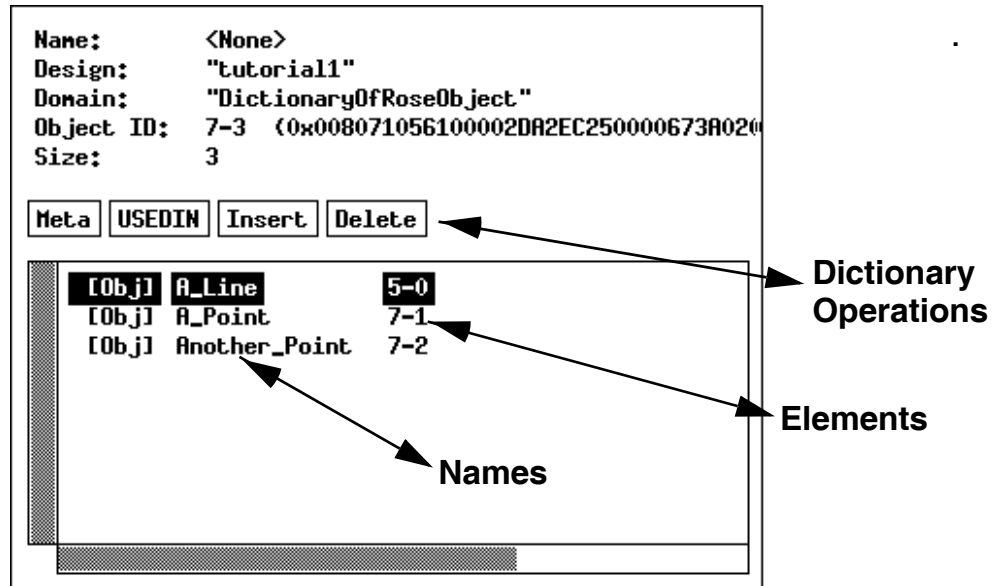 Name: <None>
.
Design: "tutorial1"
Domain: "DictionaryOfRoseObject"
Object ID: 7-3 (0x008071056100002DA2EC250000673A02
Size: 3
Meta USEDIN Insert Delete
Dictionary
Operations
[Obj] A_Line 5-0
[Obj] A_Point 7-1
[Obj] Another_Point 7-2
Elements
Names